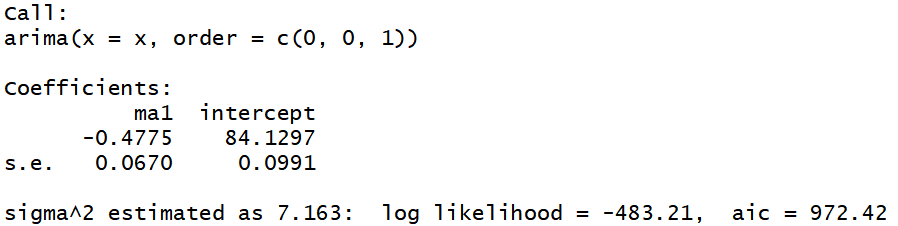 Call:
arima(x = x, order = c(0, 0, 1))
Coefficients:
ma1 intercept
-0.4775 84.1297
s.e. 0.0670 0.0991
sigma^2 estimated as 7.163: log likelihood = -483.21, aic = 972.42